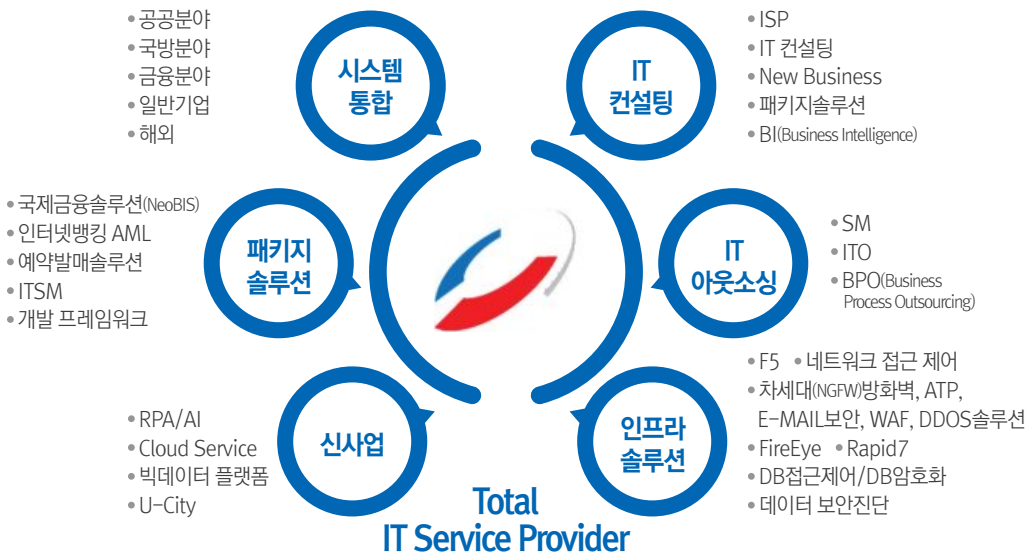 • 공공분야
• 국방분야
• 금융분야
• 일반기업
• 해외
시스템
통합
IT
컨설팅
• ISP
• IT 컨설팅
• New Business
• 패키지솔루션
• BI(Business Intelligence)
• 국제금융솔루션(NeoBIS)
• 인터넷뱅킹 AML
• 예약발매솔루션
• ITSM
• 개발 프레임워크
패키지
솔루션
IT
아웃소싱
• SM
• ITO
• BPO(Business
Process Outsourcing)
• RPA/AI
• Cloud Service
• 빅데이터 플랫폼
• U-City
신사업
인프라
솔루션
• F5 • 네트워크 접근 제어
• 차세대(NGFW)방화벽, ATP,
E-MAIL보안, WAF, DDOS솔루션
• FireEye • Rapid7
• DB접근제어/DB암호화
• 데이터 보안진단
Total
IT Service Provider